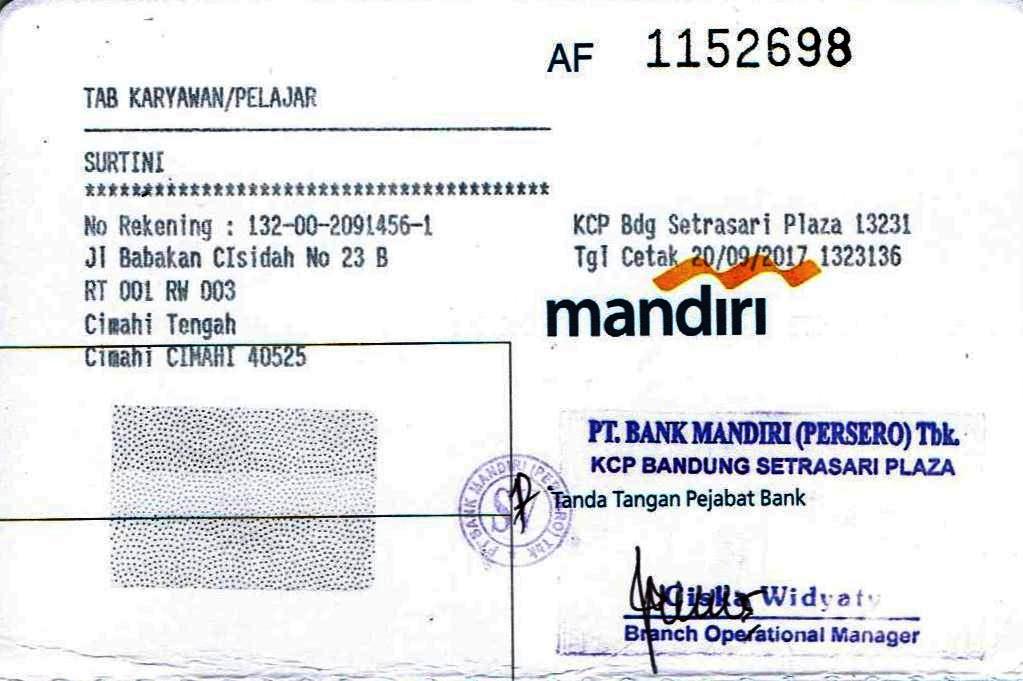 AF 1152698
TAB KARYAWAN/PELAJAR
SURTINI
****************************************
No Rekening : 132-00-2091456-1
KCP Bdg Setrasari Plaza 13231
Jl Babakan CIsidah No 23 B
Tgl Cetak 20/09/2017 1323136
RT 001 RW 003
mandırı
Cimahi Tengah
Cimahi CIMAHI 40525
PT. BANK MANDIRI (PERSERO) Tbk.
KCP BANDUNG SETRASARI PLAZA
PT BANK MANDIRI (PERSERO) Tbk
Tanda Tangan Pejabat Bank
Widyaty
Branch Operational Manager